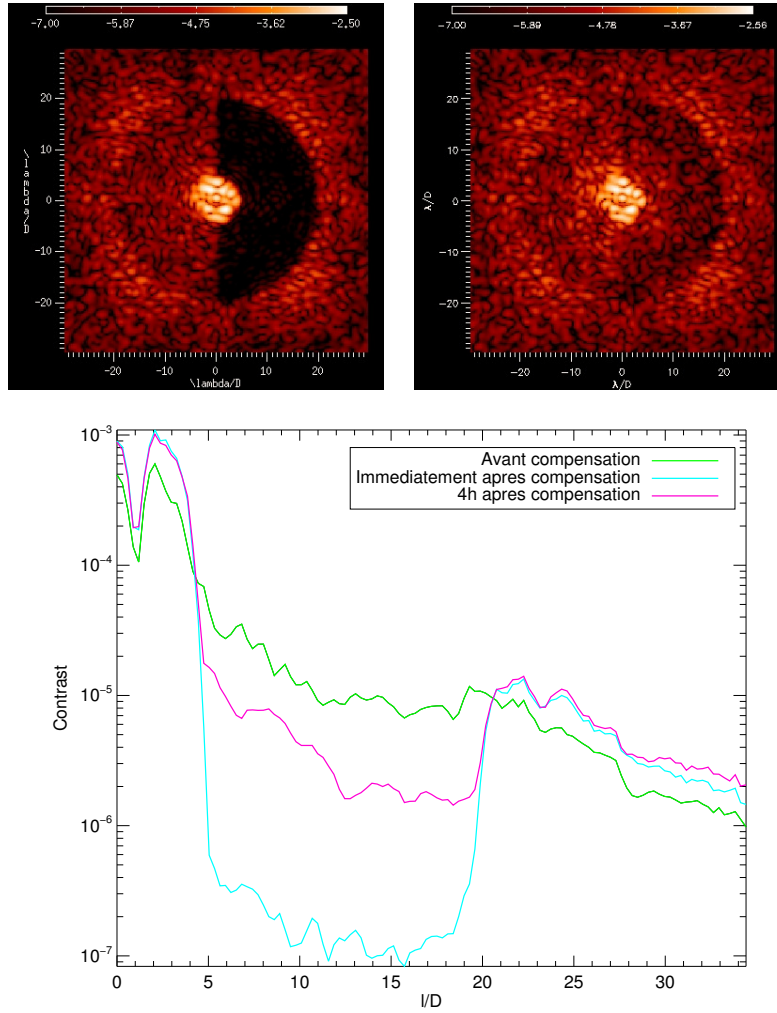 -7.00 -5.87 -4.75 -3.62 -2.50
20
10
0
-10
-20
\lambda/D
-20 -10 0 10 20
\lambda/D
-7.00 -5.89 -4.78 -3.67 -2.56
20
10
0
-10
-20
λ/D
-20 -10 0 10 20
λ/D
Avant compensation
Immediatement apres compensation
4h apres compensation
10⁻³
10⁻⁴
10⁻⁵
10⁻⁶
10⁻⁷
Contrast
0 5 10 15 20 25 30
l/D